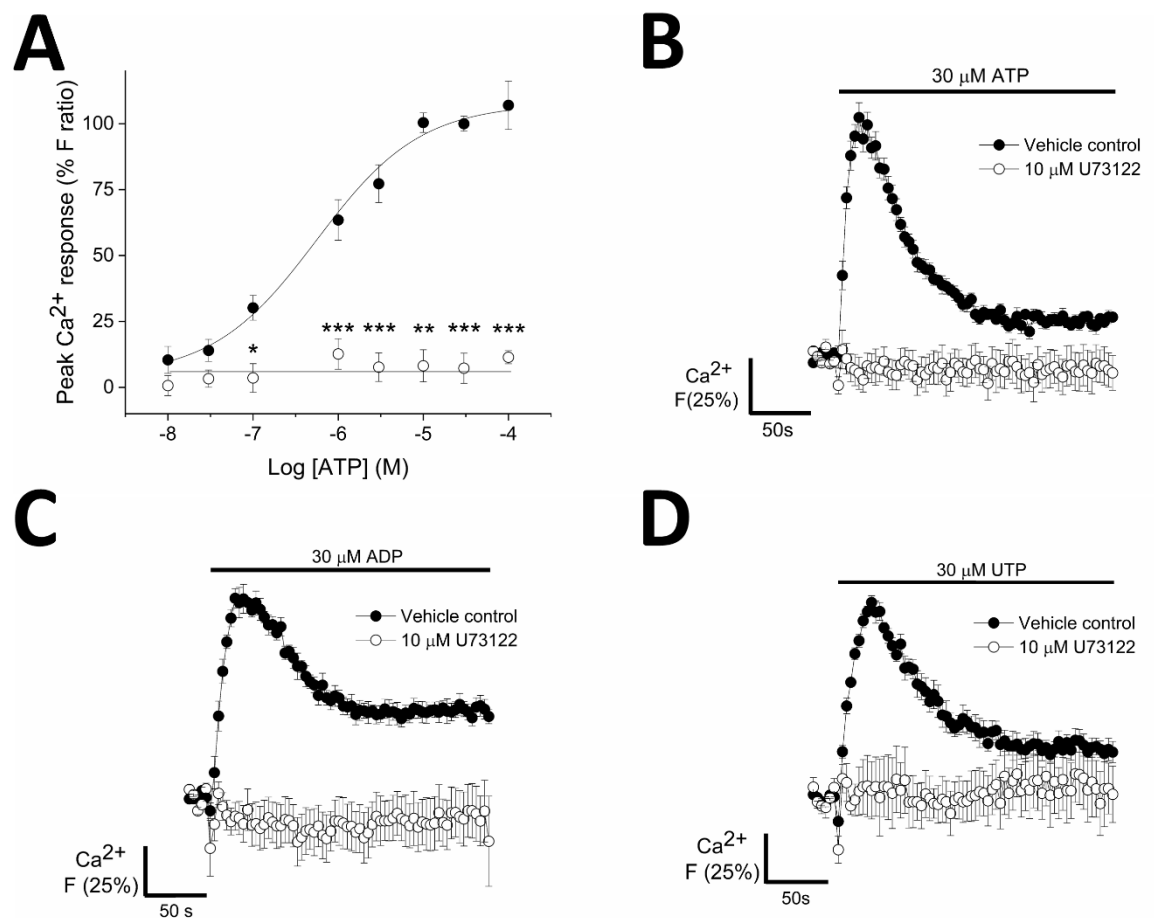 A
Peak Ca2+ response (% F ratio)
100
75
50
25
0
*
*** *** ** *** ***
-8 -7 -6 -5 -4
Log [ATP] (M)
B
30 μM ATP
Vehicle control
10 μM U73122
Ca2+
F(25%)
50s
C
30 μM ADP
Vehicle control
10 μM U73122
Ca2+
F (25%)
50 s
D
30 μM UTP
Vehicle control
10 μM U73122
Ca2+
F (25%)
50s